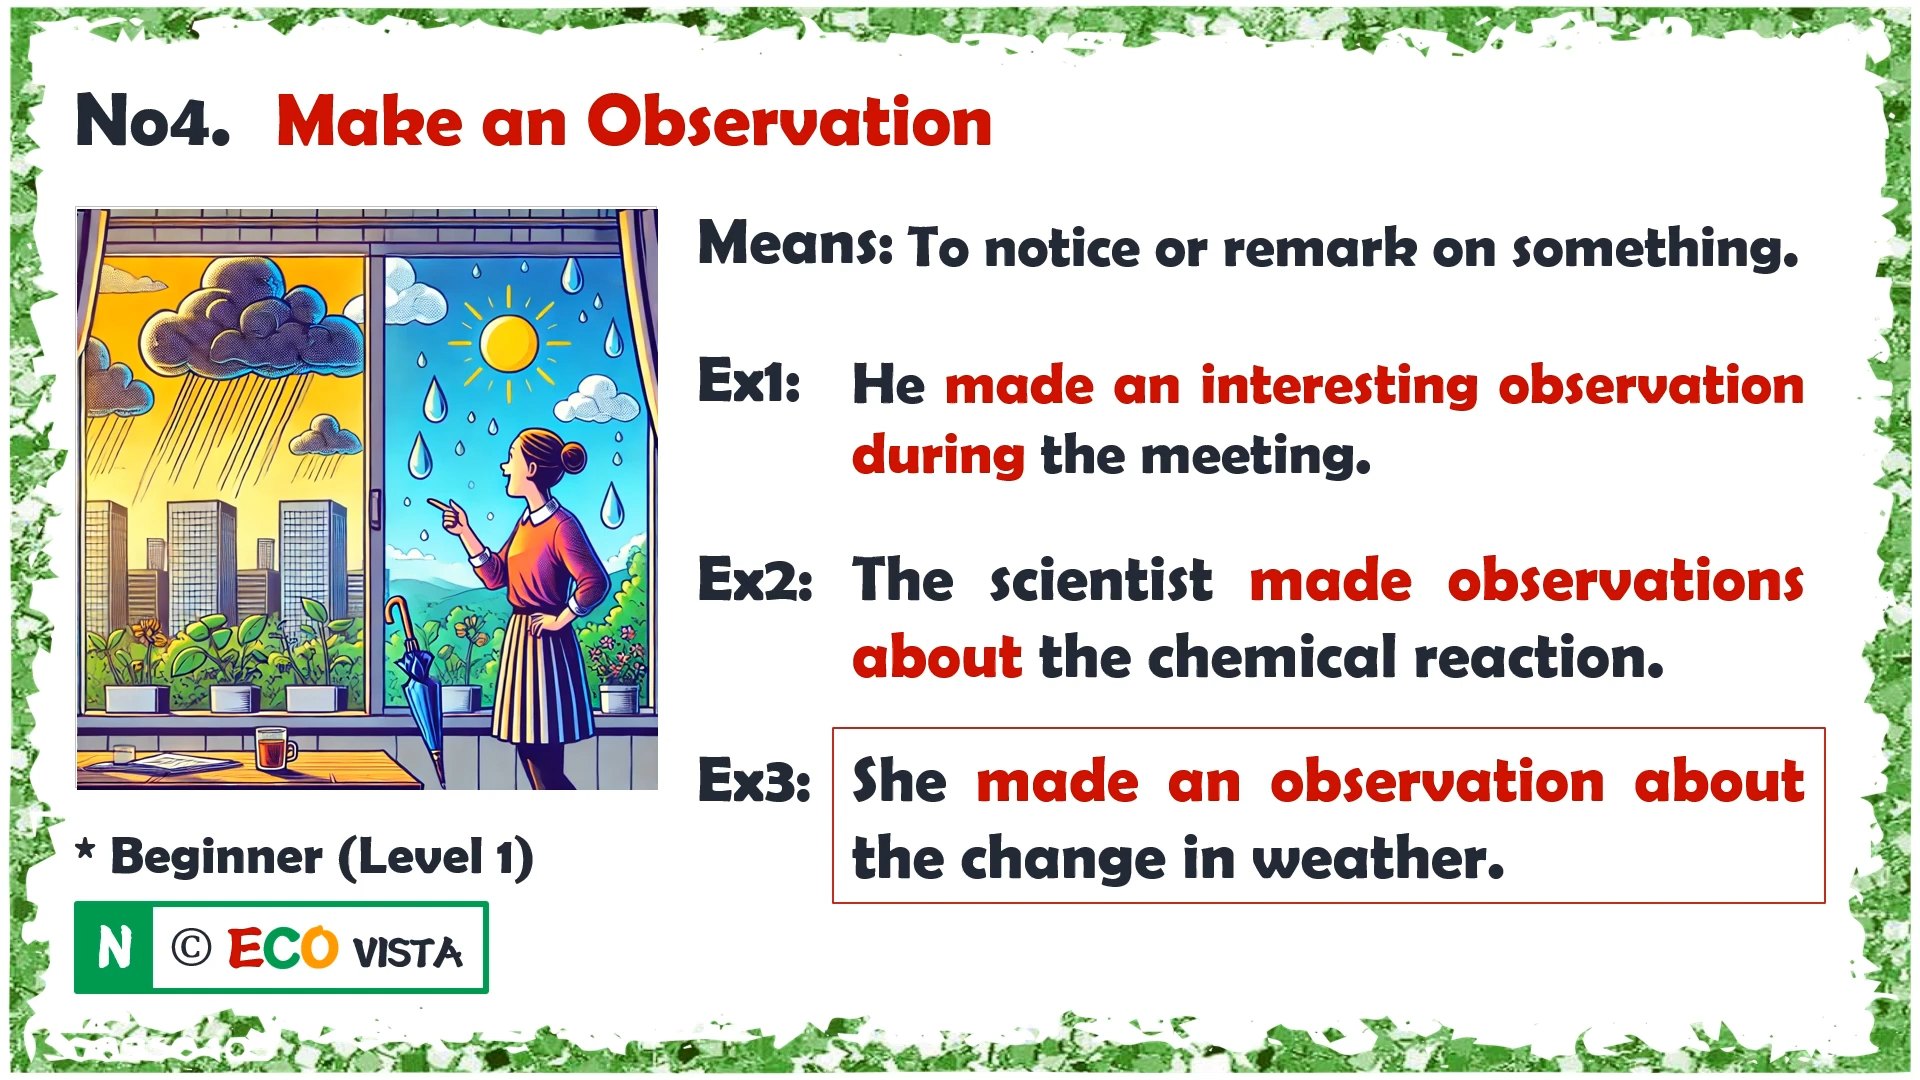 No4. Make an Observation
Means: To notice or remark on something.
Ex1: He made an interesting observation
during the meeting.
Ex2: The scientist made observations
about the chemical reaction.
Ex3: She made an observation about
the change in weather.
* Beginner (Level 1)
N © ECO VISTA